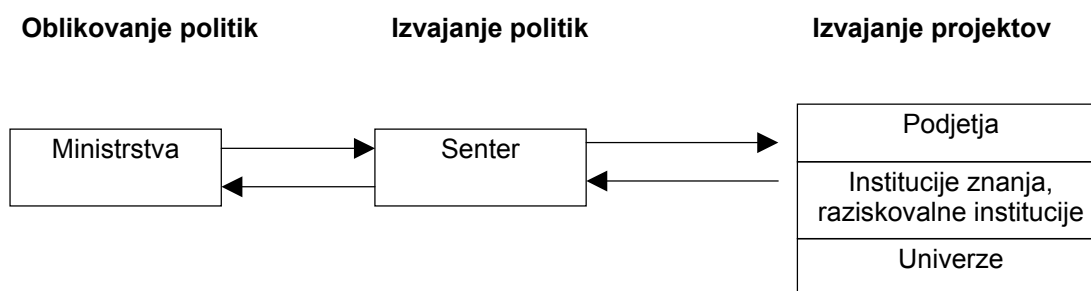 Oblikovanje politik
Izvajanje politik
Izvajanje projektov
Ministrstva
Senter
Podjetja
Institucije znanja,
raziskovalne institucije
Univerze